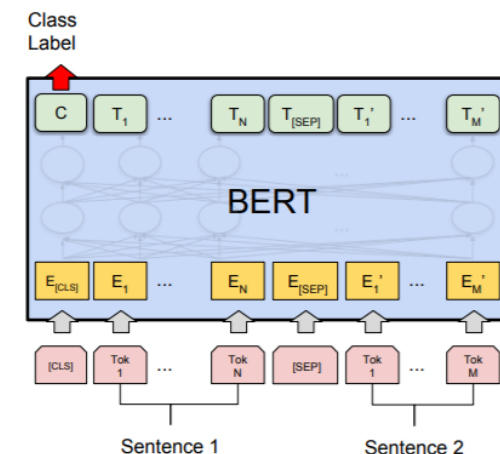 Class
Label
C T1 ... TN T[SEP] T1' ... TM'
...
BERT
...
E[CLS] E1 ... EN E[SEP] E1' ... EM'
[CLS] Tok 1 ... Tok N [SEP] Tok 1 ... Tok M
Sentence 1 Sentence 2